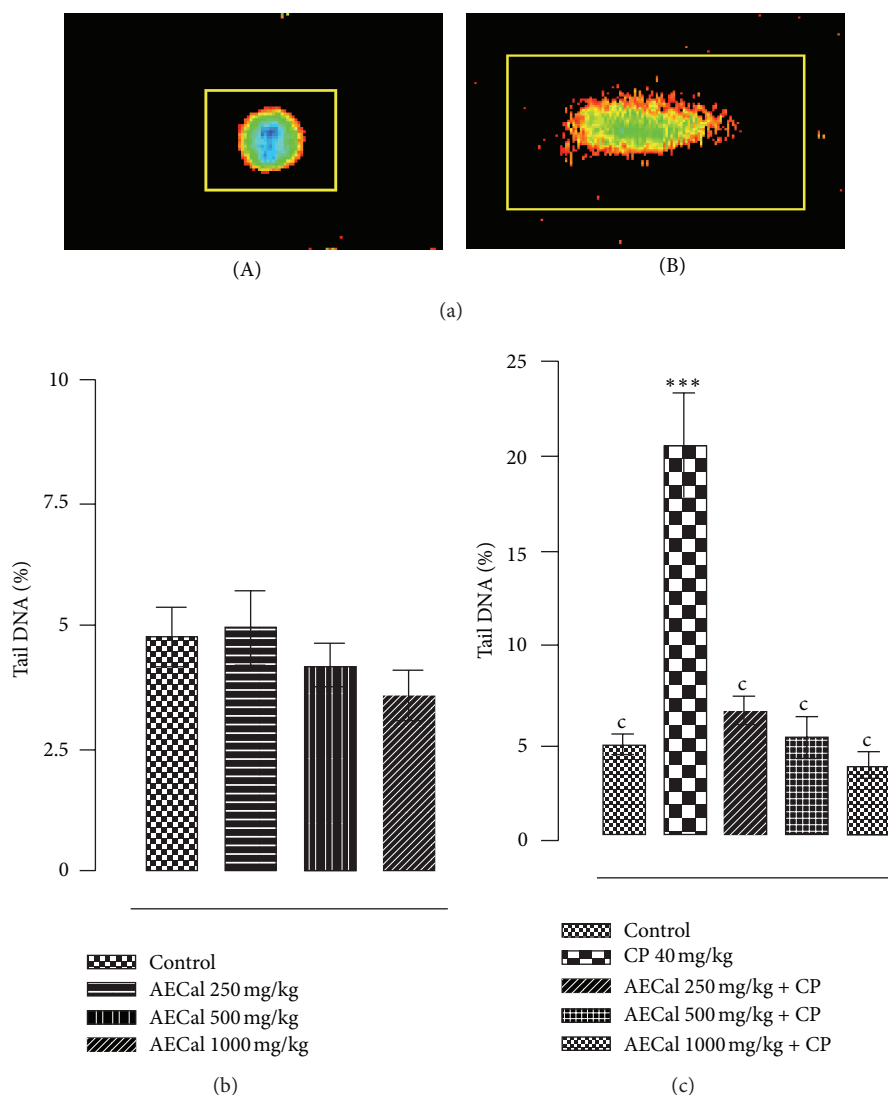 (A)
(B)
(a)
Tail DNA (%)
10
7.5
5
2.5
0
Control
AECal 250 mg/kg
AECal 500 mg/kg
AECal 1000 mg/kg
(b)
Tail DNA (%)
25
20
15
10
5
0
c
***
c
c
c
Control
CP 40 mg/kg
AECal 250 mg/kg + CP
AECal 500 mg/kg + CP
AECal 1000 mg/kg + CP
(c)